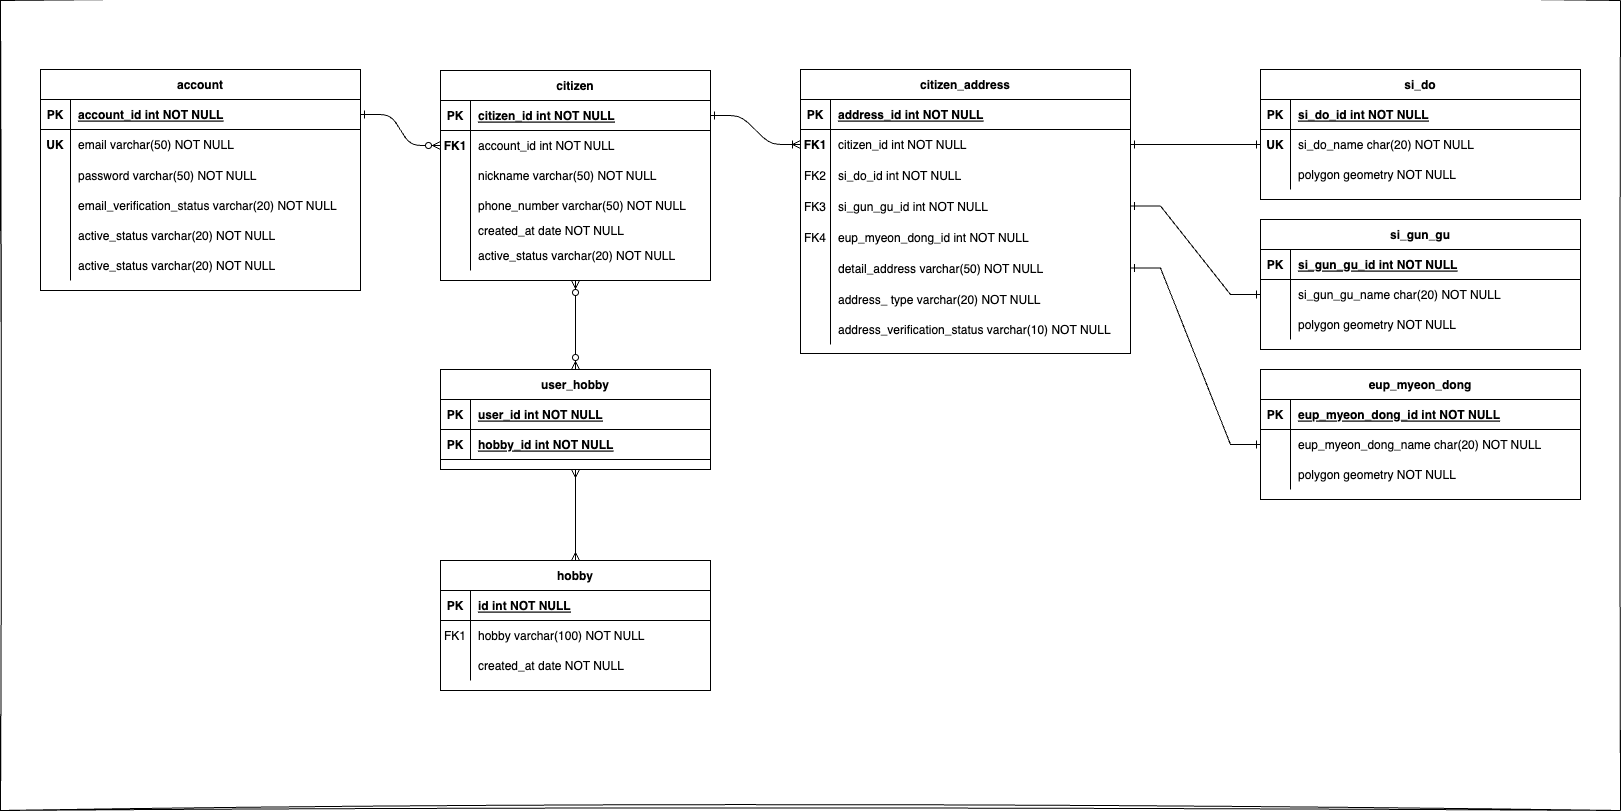 account
PK account_id int NOT NULL
UK email varchar(50) NOT NULL
password varchar(50) NOT NULL
email_verification_status varchar(20) NOT NULL
active_status varchar(20) NOT NULL
active_status varchar(20) NOT NULL
citizen
PK citizen_id int NOT NULL
FK1 account_id int NOT NULL
nickname varchar(50) NOT NULL
phone_number varchar(50) NOT NULL
created_at date NOT NULL
active_status varchar(20) NOT NULL
user_hobby
PK user_id int NOT NULL
PK hobby_id int NOT NULL
hobby
PK id int NOT NULL
FK1 hobby varchar(100) NOT NULL
created_at date NOT NULL
citizen_address
PK address_id int NOT NULL
FK1 citizen_id int NOT NULL
FK2 si_do_id int NOT NULL
FK3 si_gun_gu_id int NOT NULL
FK4 eup_myeon_dong_id int NOT NULL
detail_address varchar(50) NOT NULL
address_ type varchar(20) NOT NULL
address_verification_status varchar(10) NOT NULL
si_do
PK si_do_id int NOT NULL
UK si_do_name char(20) NOT NULL
polygon geometry NOT NULL
si_gun_gu
PK si_gun_gu_id int NOT NULL
si_gun_gu_name char(20) NOT NULL
polygon geometry NOT NULL
eup_myeon_dong
PK eup_myeon_dong_id int NOT NULL
eup_myeon_dong_name char(20) NOT NULL
polygon geometry NOT NULL